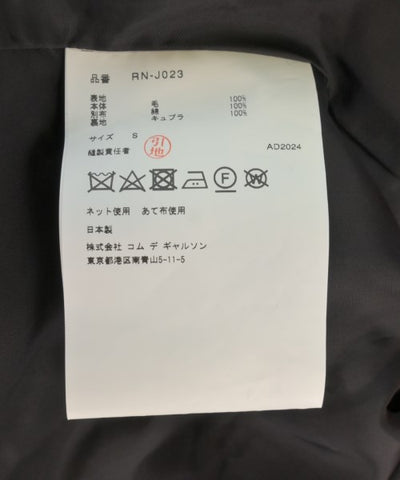 品番 RN-J023
表地
本体 毛 100%
別布 綿 100%
裏地 キュプラ 100%
サイズ S
縫製責任者 引地
AD2024
ネット使用 あて布使用
日本製
株式会社 コム デ ギャルソン
東京都港区南青山5-11-5